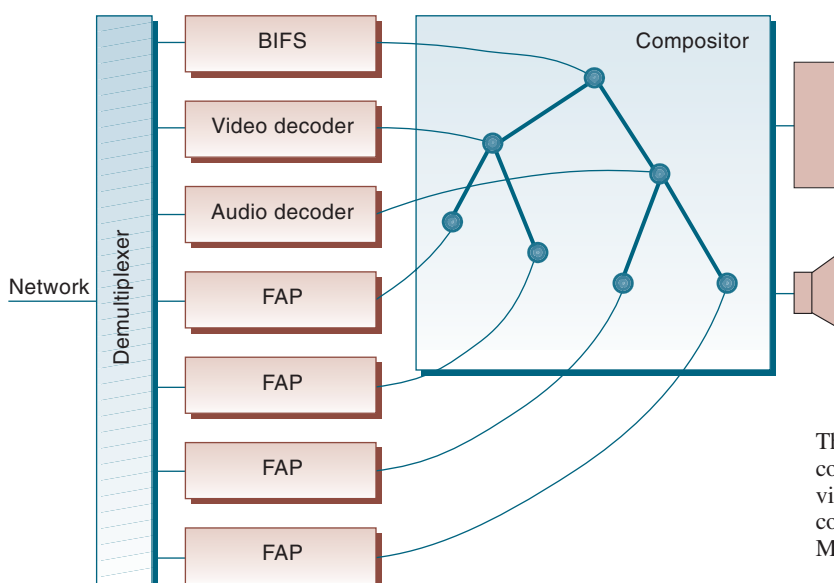 BIFS
Compositor
Video decoder
Audio decoder
Network
Demultiplexer
FAP
FAP
FAP
FAP